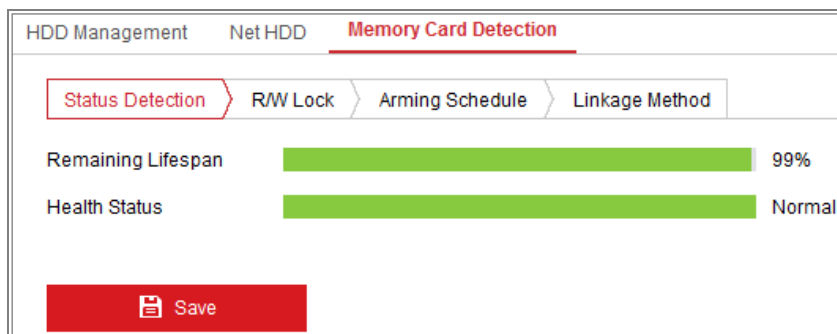 HDD Management Net HDD Memory Card Detection
Status Detection R/W Lock Arming Schedule Linkage Method
Remaining Lifespan 99%
Health Status Normal
Save